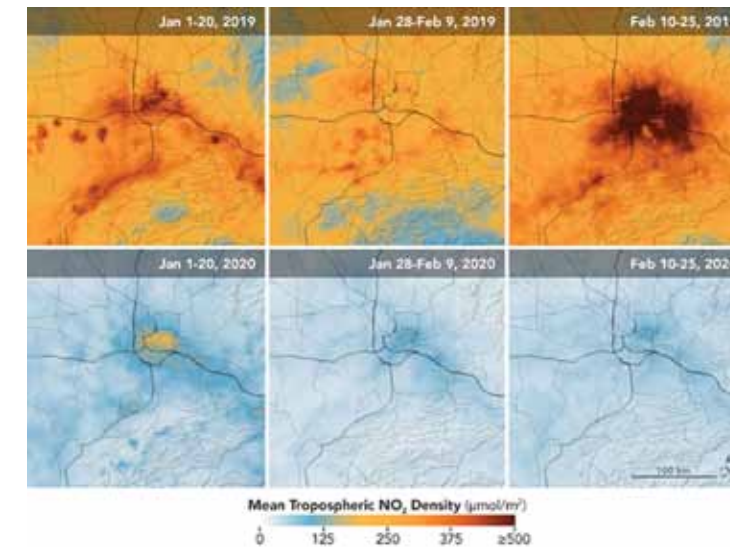 Jan 1-20, 2019
Jan 28-Feb 9, 2019
Feb 10-25, 201
Jan 1-20, 2020
Jan 28-Feb 9, 2020
Feb 10-25, 202
100 km
Mean Tropospheric NO₂ Density (μmol/m²)
0 125 250 375 ≥500